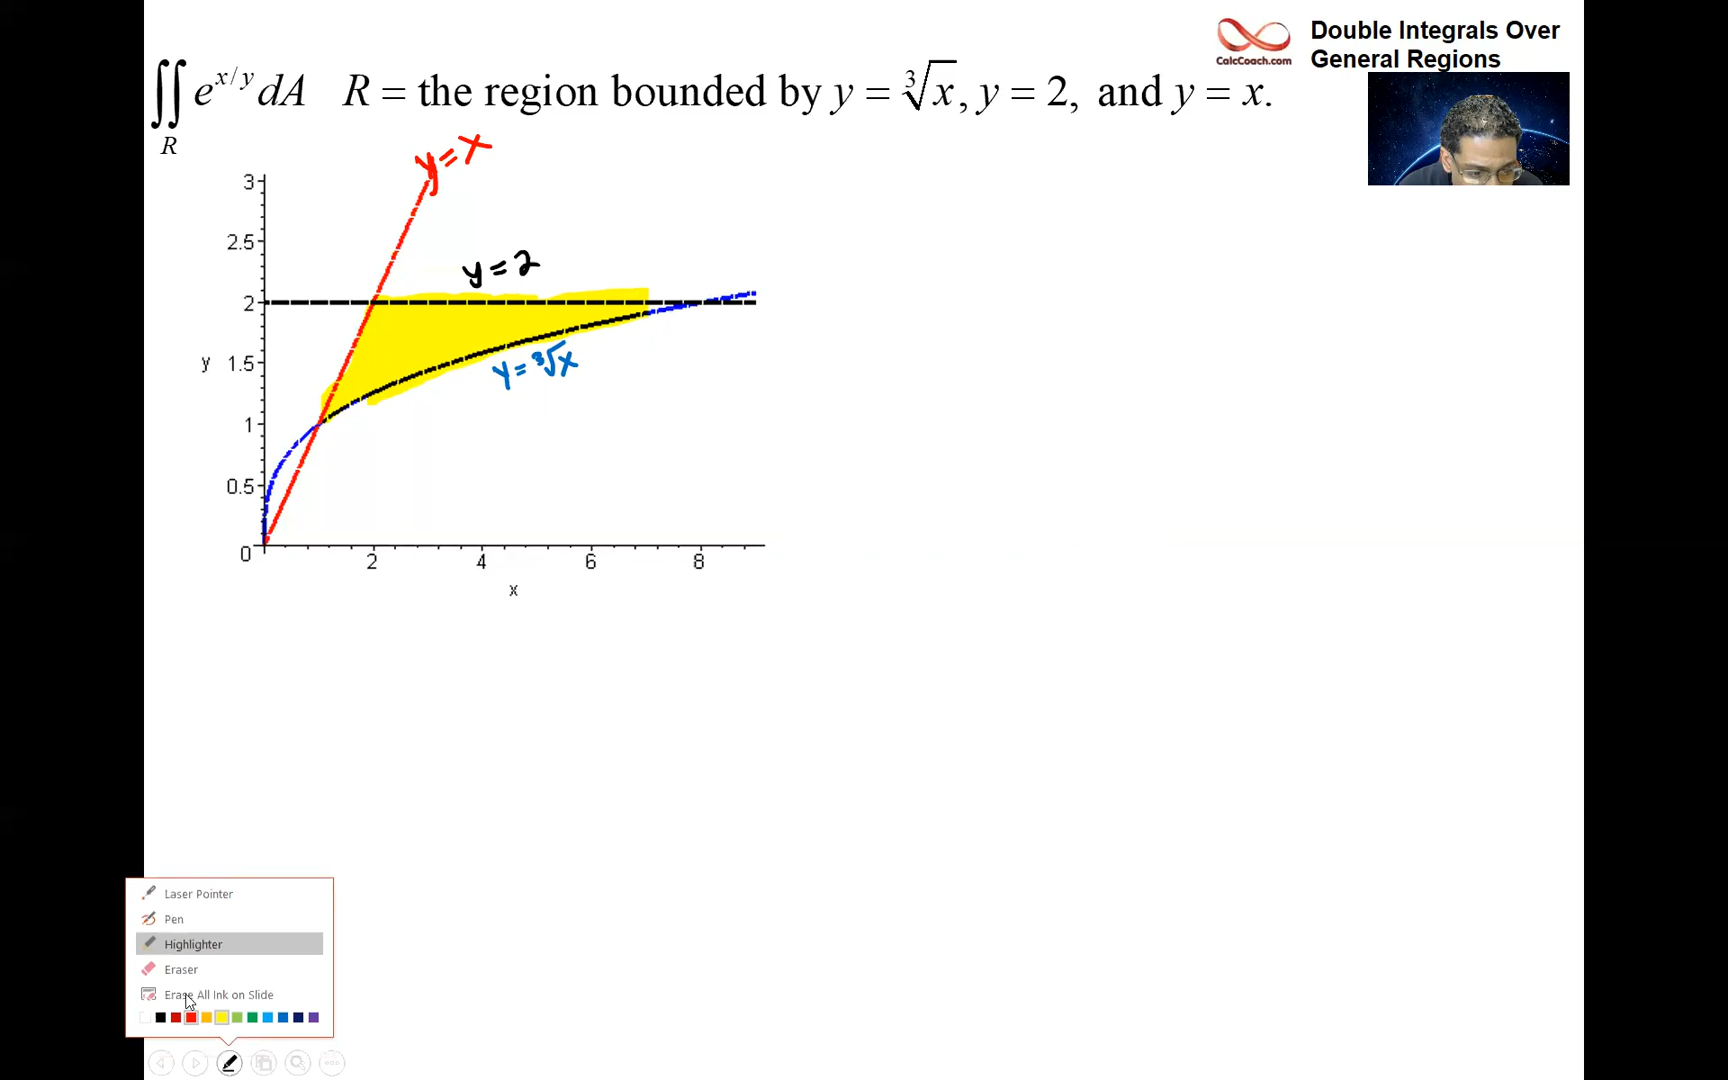 Double Integrals Over
General Regions
CalcCoach.com
∬ e^{x/y} dA R = the region bounded by y = ∛x, y = 2, and y = x.
R
y = x
3
2.5
y = 2
2
y 1.5
y = ∛x
1
0.5
0
2 4 6 8
x
Laser Pointer
Pen
Highlighter
Eraser
Erase All Ink on Slide